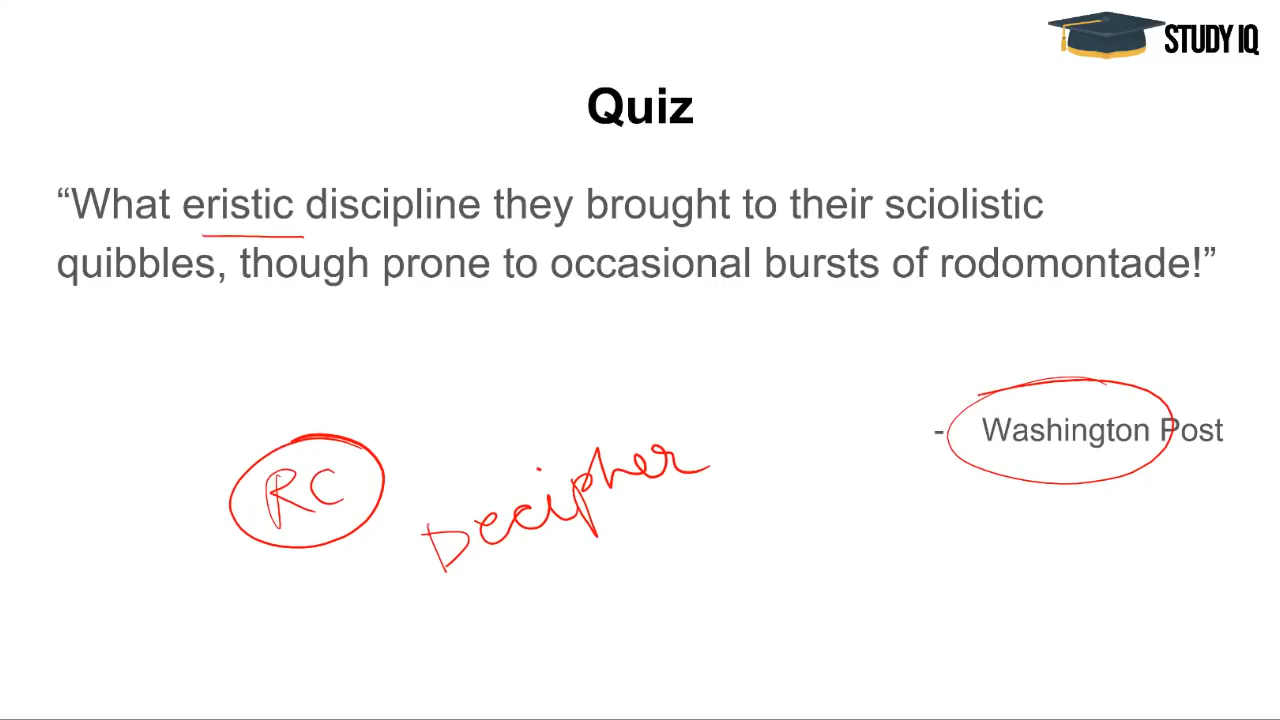 STUDY IQ
Quiz
“What eristic discipline they brought to their sciolistic
quibbles, though prone to occasional bursts of rodomontade!”
- Washington Post
RC
Decipher